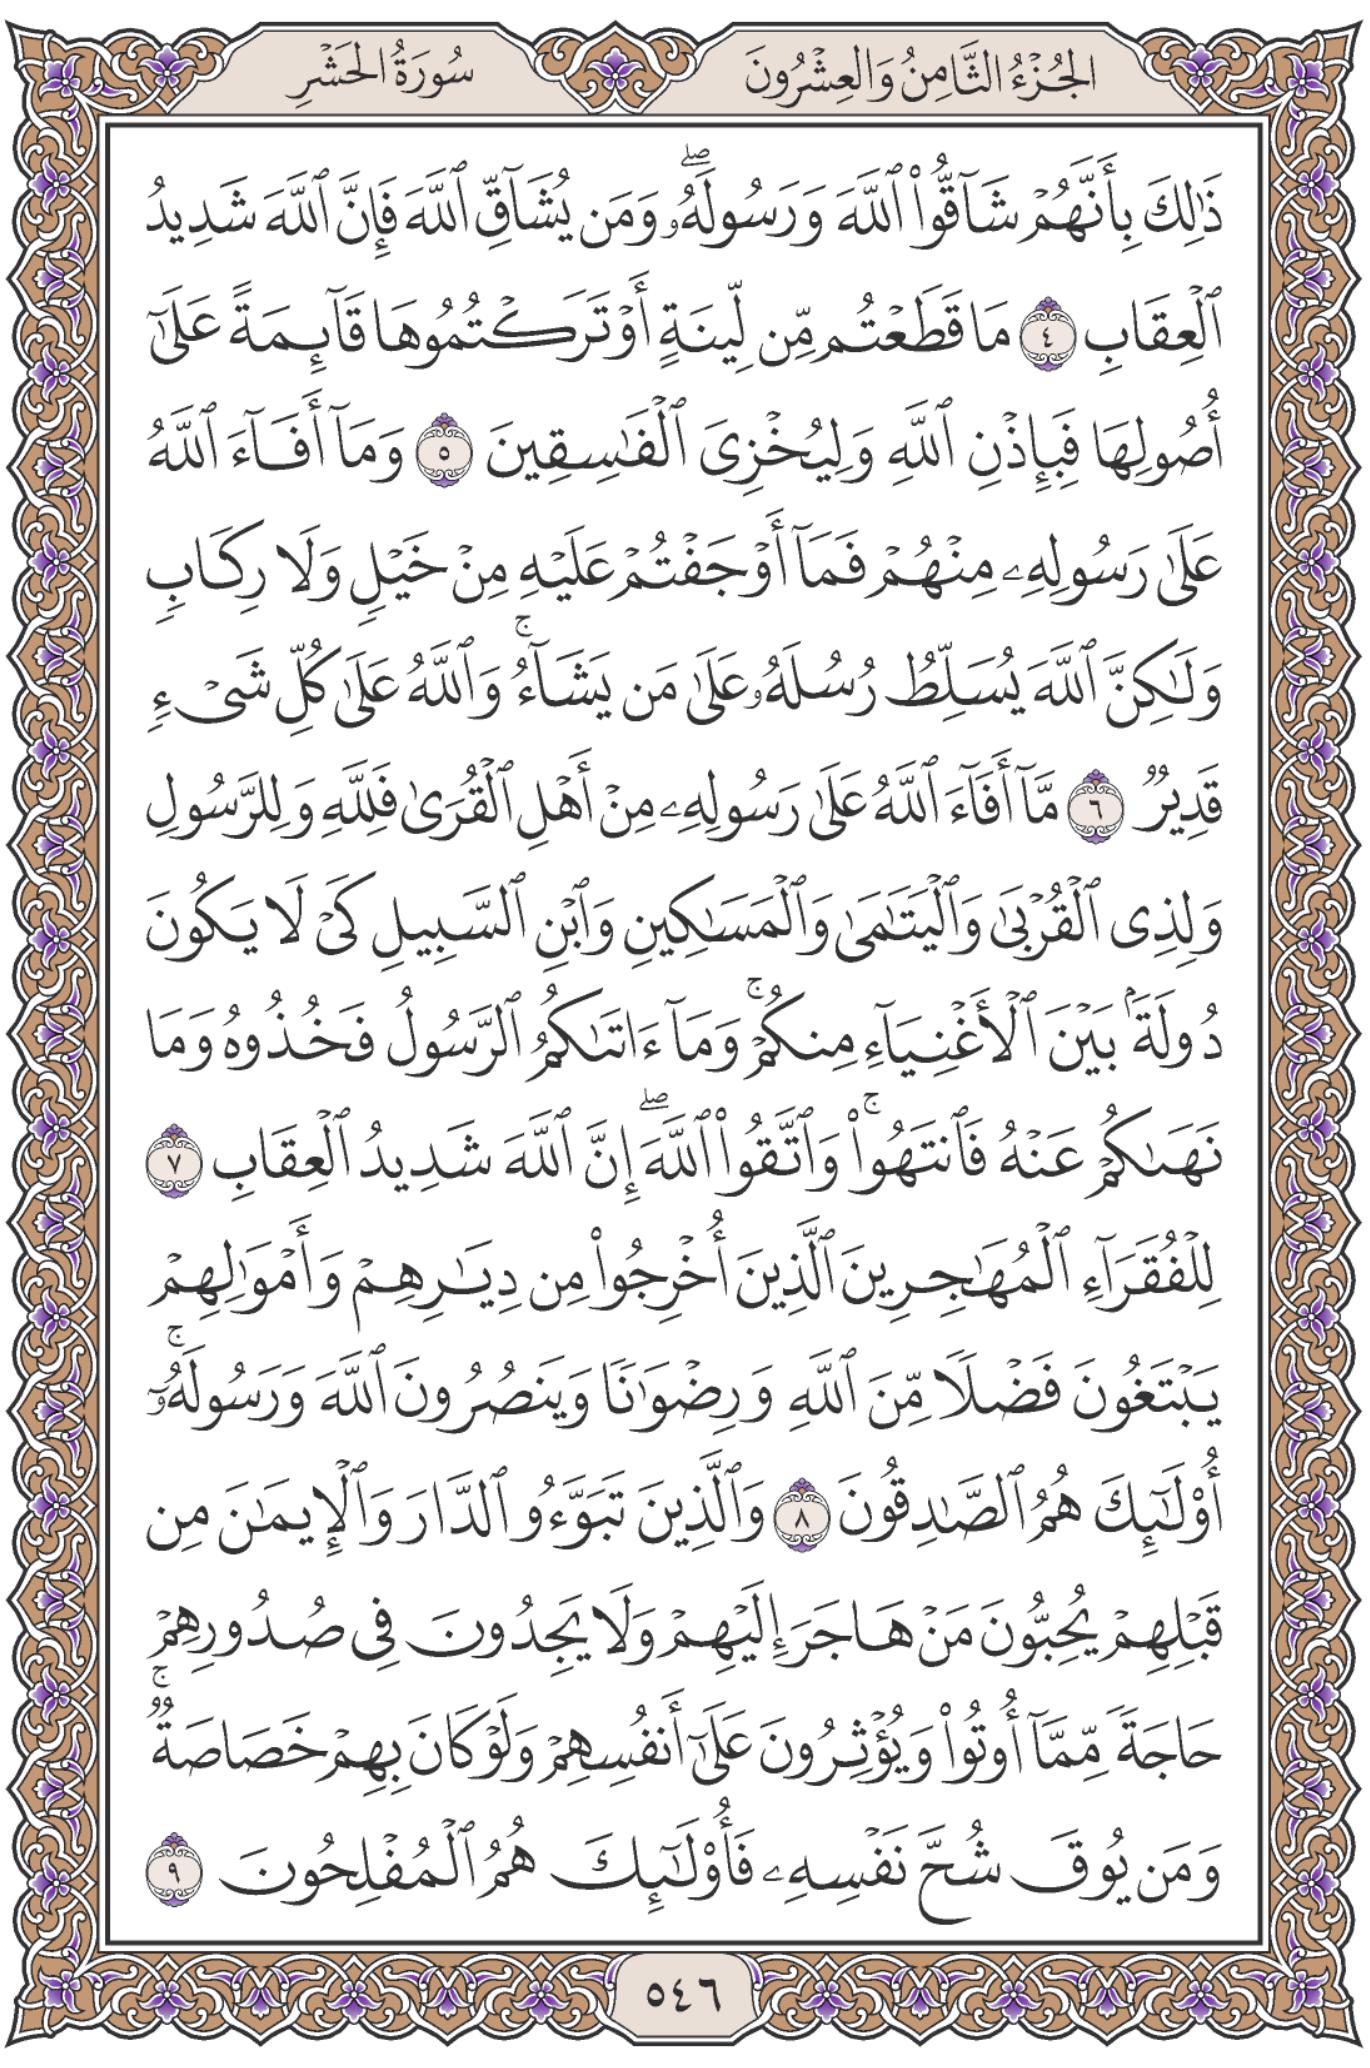 الجُزْءُ الثَّامِنُ وَالعِشْرُونَ
سُورَةُ الحَشْرِ
ذَٰلِكَ بِأَنَّهُمْ شَآقُّوا۟ ٱللَّهَ وَرَسُولَهُۥ ۖ وَمَن يُشَآقِّ ٱللَّهَ فَإِنَّ ٱللَّهَ شَدِيدُ
ٱلْعِقَابِ ٤ مَا قَطَعْتُم مِّن لِّينَةٍ أَوْ تَرَكْتُمُوهَا قَآئِمَةً عَلَىٰٓ
أُصُولِهَا فَبِإِذْنِ ٱللَّهِ وَلِيُخْزِىَ ٱلْفَـٰسِقِينَ ٥ وَمَآ أَفَآءَ ٱللَّهُ
عَلَىٰ رَسُولِهِۦ مِنْهُمْ فَمَآ أَوْجَفْتُمْ عَلَيْهِ مِنْ خَيْلٍ وَلَا رِكَابٍ
وَلَـٰكِنَّ ٱللَّهَ يُسَلِّطُ رُسُلَهُۥ عَلَىٰ مَن يَشَآءُ ۚ وَٱللَّهُ عَلَىٰ كُلِّ شَىْءٍ
قَدِيرٌ ٦ مَّآ أَفَآءَ ٱللَّهُ عَلَىٰ رَسُولِهِۦ مِنْ أَهْلِ ٱلْقُرَىٰ فَلِلَّهِ وَلِلرَّسُولِ
وَلِذِى ٱلْقُرْبَىٰ وَٱلْيَتَـٰمَىٰ وَٱلْمَسَـٰكِينِ وَٱبْنِ ٱلسَّبِيلِ كَىْ لَا يَكُونَ
دُولَةًۢ بَيْنَ ٱلْأَغْنِيَآءِ مِنكُمْ ۚ وَمَآ ءَاتَىٰكُمُ ٱلرَّسُولُ فَخُذُوهُ وَمَا
نَهَىٰكُمْ عَنْهُ فَٱنتَهُوا۟ ۚ وَٱتَّقُوا۟ ٱللَّهَ ۖ إِنَّ ٱللَّهَ شَدِيدُ ٱلْعِقَابِ ٧
لِلْفُقَرَآءِ ٱلْمُهَـٰجِرِينَ ٱلَّذِينَ أُخْرِجُوا۟ مِن دِيَـٰرِهِمْ وَأَمْوَٰلِهِمْ
يَبْتَغُونَ فَضْلًا مِّنَ ٱللَّهِ وَرِضْوَٰنًا وَيَنصُرُونَ ٱللَّهَ وَرَسُولَهُۥٓ ۚ
أُو۟لَـٰٓئِكَ هُمُ ٱلصَّـٰدِقُونَ ٨ وَٱلَّذِينَ تَبَوَّءُو ٱلدَّارَ وَٱلْإِيمَـٰنَ مِن
قَبْلِهِمْ يُحِبُّونَ مَنْ هَاجَرَ إِلَيْهِمْ وَلَا يَجِدُونَ فِى صُدُورِهِمْ
حَاجَةً مِّمَّآ أُوتُوا۟ وَيُؤْثِرُونَ عَلَىٰٓ أَنفُسِهِمْ وَلَوْ كَانَ بِهِمْ خَصَاصَةٌ ۚ
وَمَن يُوقَ شُحَّ نَفْسِهِۦ فَأُو۟لَـٰٓئِكَ هُمُ ٱلْمُفْلِحُونَ ٩
٥٤٦